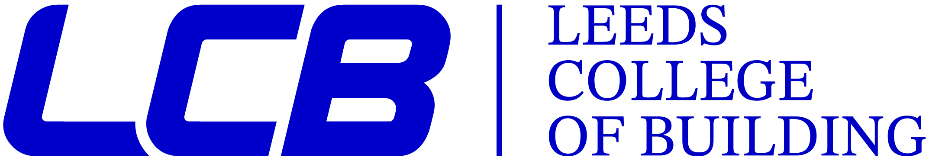 LCB
LEEDS
COLLEGE
OF BUILDING